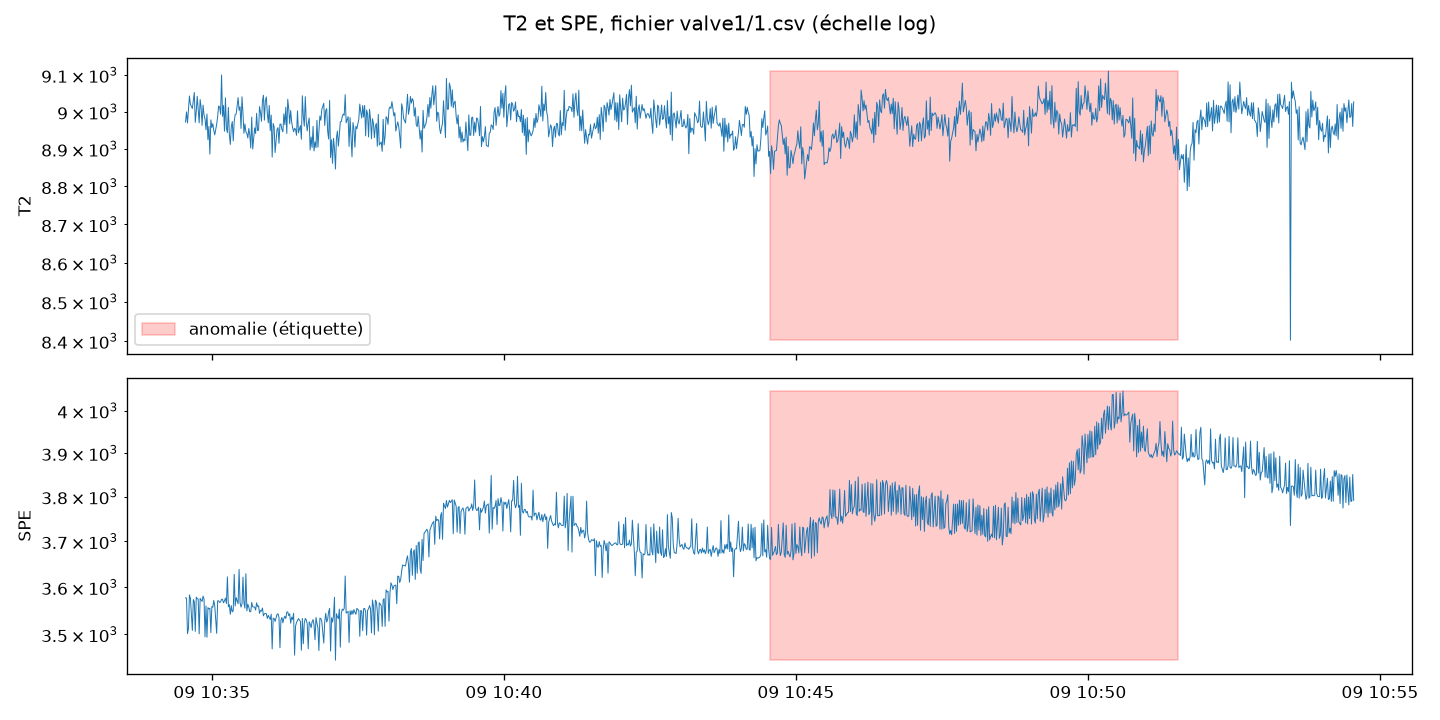 T2 et SPE, fichier valve1/1.csv (échelle log)
9.1 × 10³
9 × 10³
8.9 × 10³
8.8 × 10³
8.7 × 10³
8.6 × 10³
8.5 × 10³
8.4 × 10³
T2
anomalie (étiquette)
4 × 10³
3.9 × 10³
3.8 × 10³
3.7 × 10³
3.6 × 10³
3.5 × 10³
SPE
09 10:35
09 10:40
09 10:45
09 10:50
09 10:55